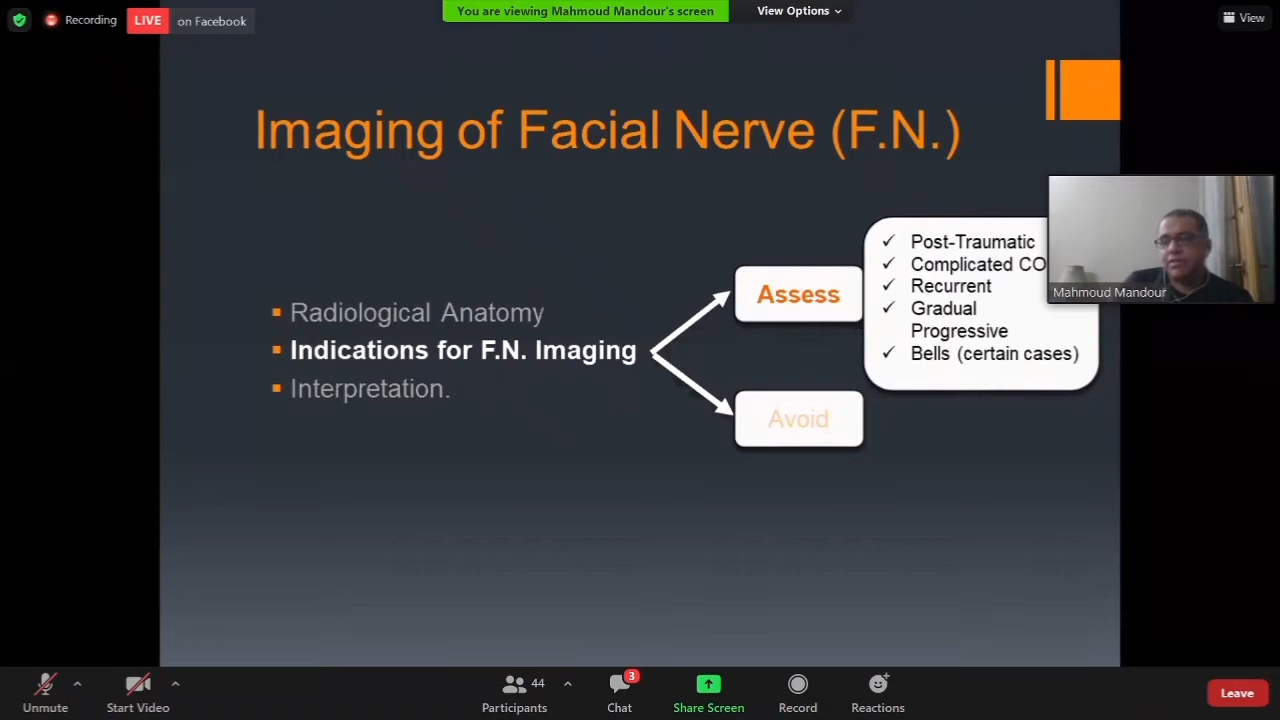 Recording
LIVE
on Facebook
You are viewing Mahmoud Mandour's screen
View Options
View
Imaging of Facial Nerve (F.N.)
Radiological Anatomy
Indications for F.N. Imaging
Interpretation.
Assess
Avoid
Post-Traumatic
Complicated CO
Recurrent
Gradual
Progressive
Bells (certain cases)
Mahmoud Mandour
Unmute
Start Video
44
Participants
3
Chat
Share Screen
Record
Reactions
Leave